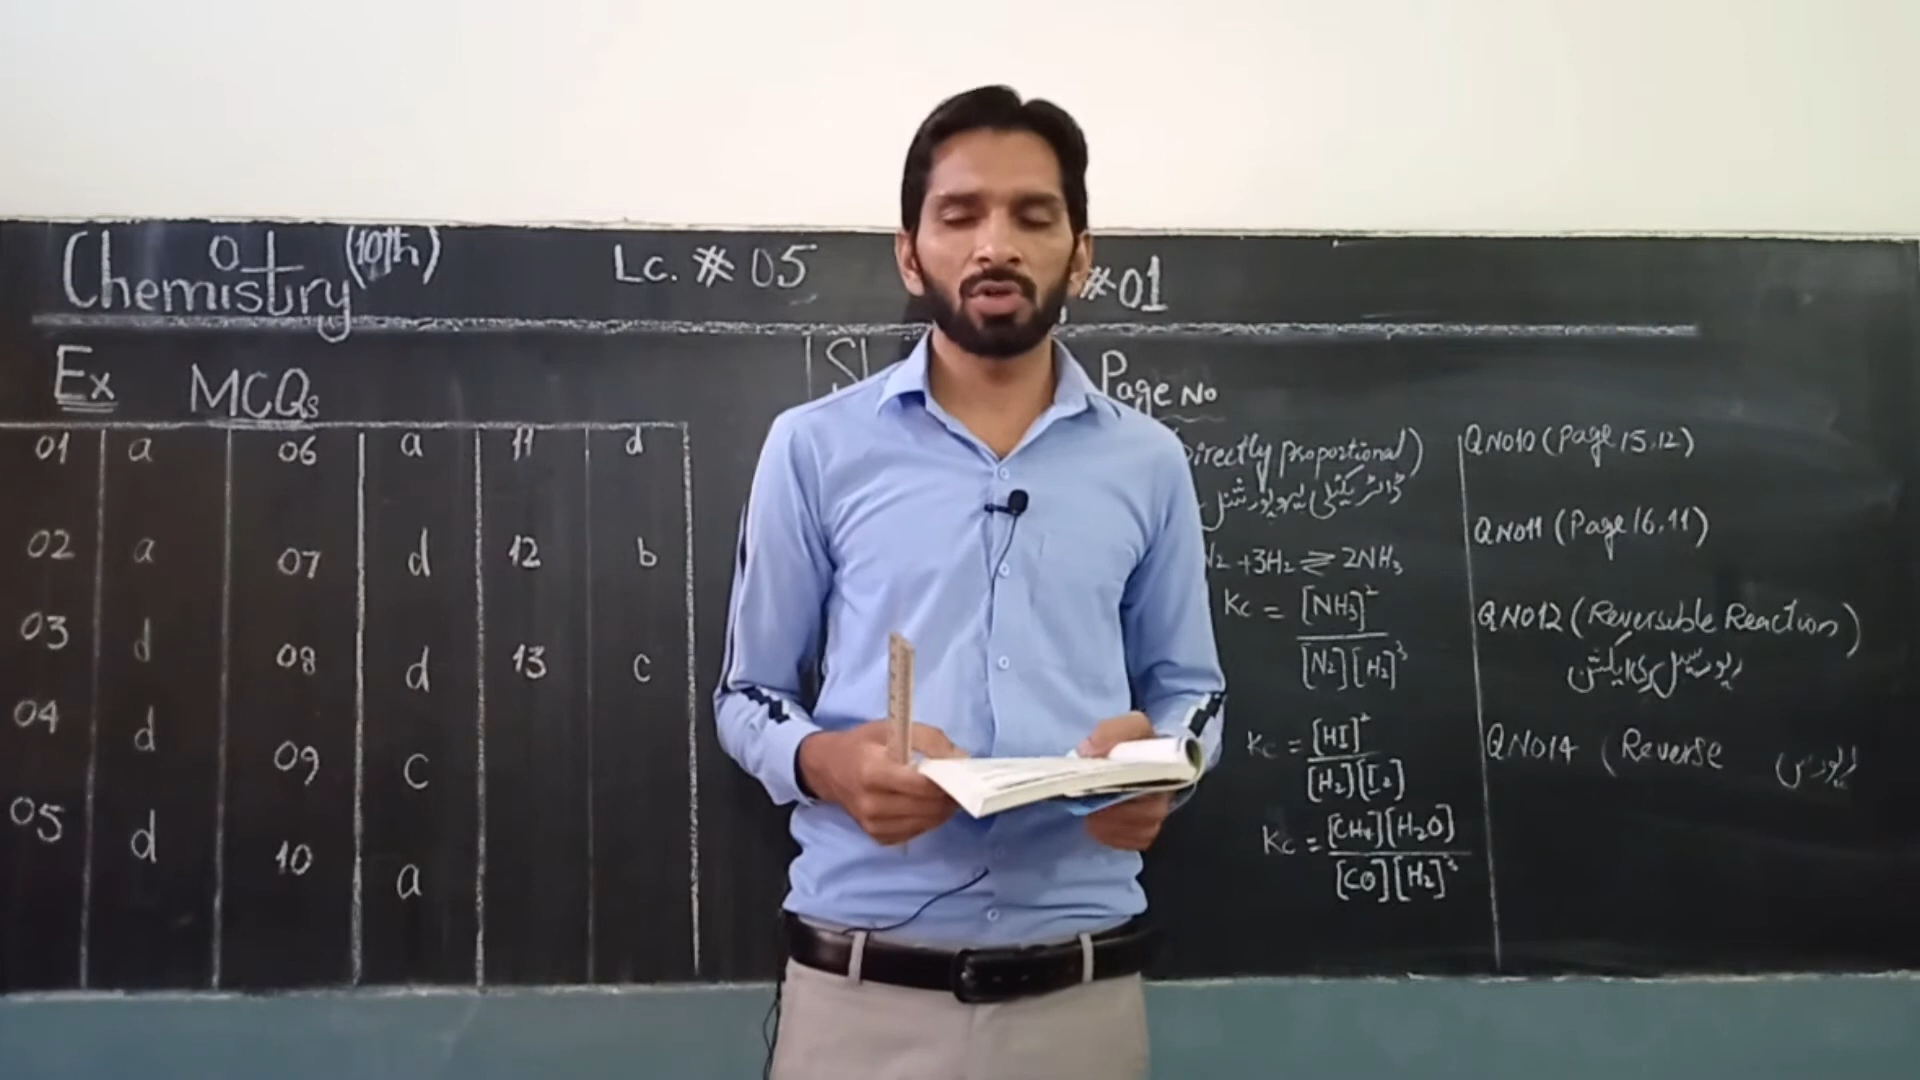 Chemistry (10th) Lc. # 05 #01
Ex MCQs
01 a 06 a 11 d
02 a 07 d 12 b
03 d 08 d 13 c
04 d 09 c
05 d 10 a
Page No
Directly proportional)
ڈائریکٹلی پروپورشنل
N2 + 3H2 ⇌ 2NH3
Kc = [NH3]²
[N2][H2]³
Kc = [HI]²
[H2][I2]
Kc = [CH4][H2O]
[CO][H2]³
QNo10 (Page 15,12)
QNo11 (Page 16,11)
QNo12 (Reversible Reaction)
ریورسیبل ری ایکشن
QNo14 (Reverse ریورس